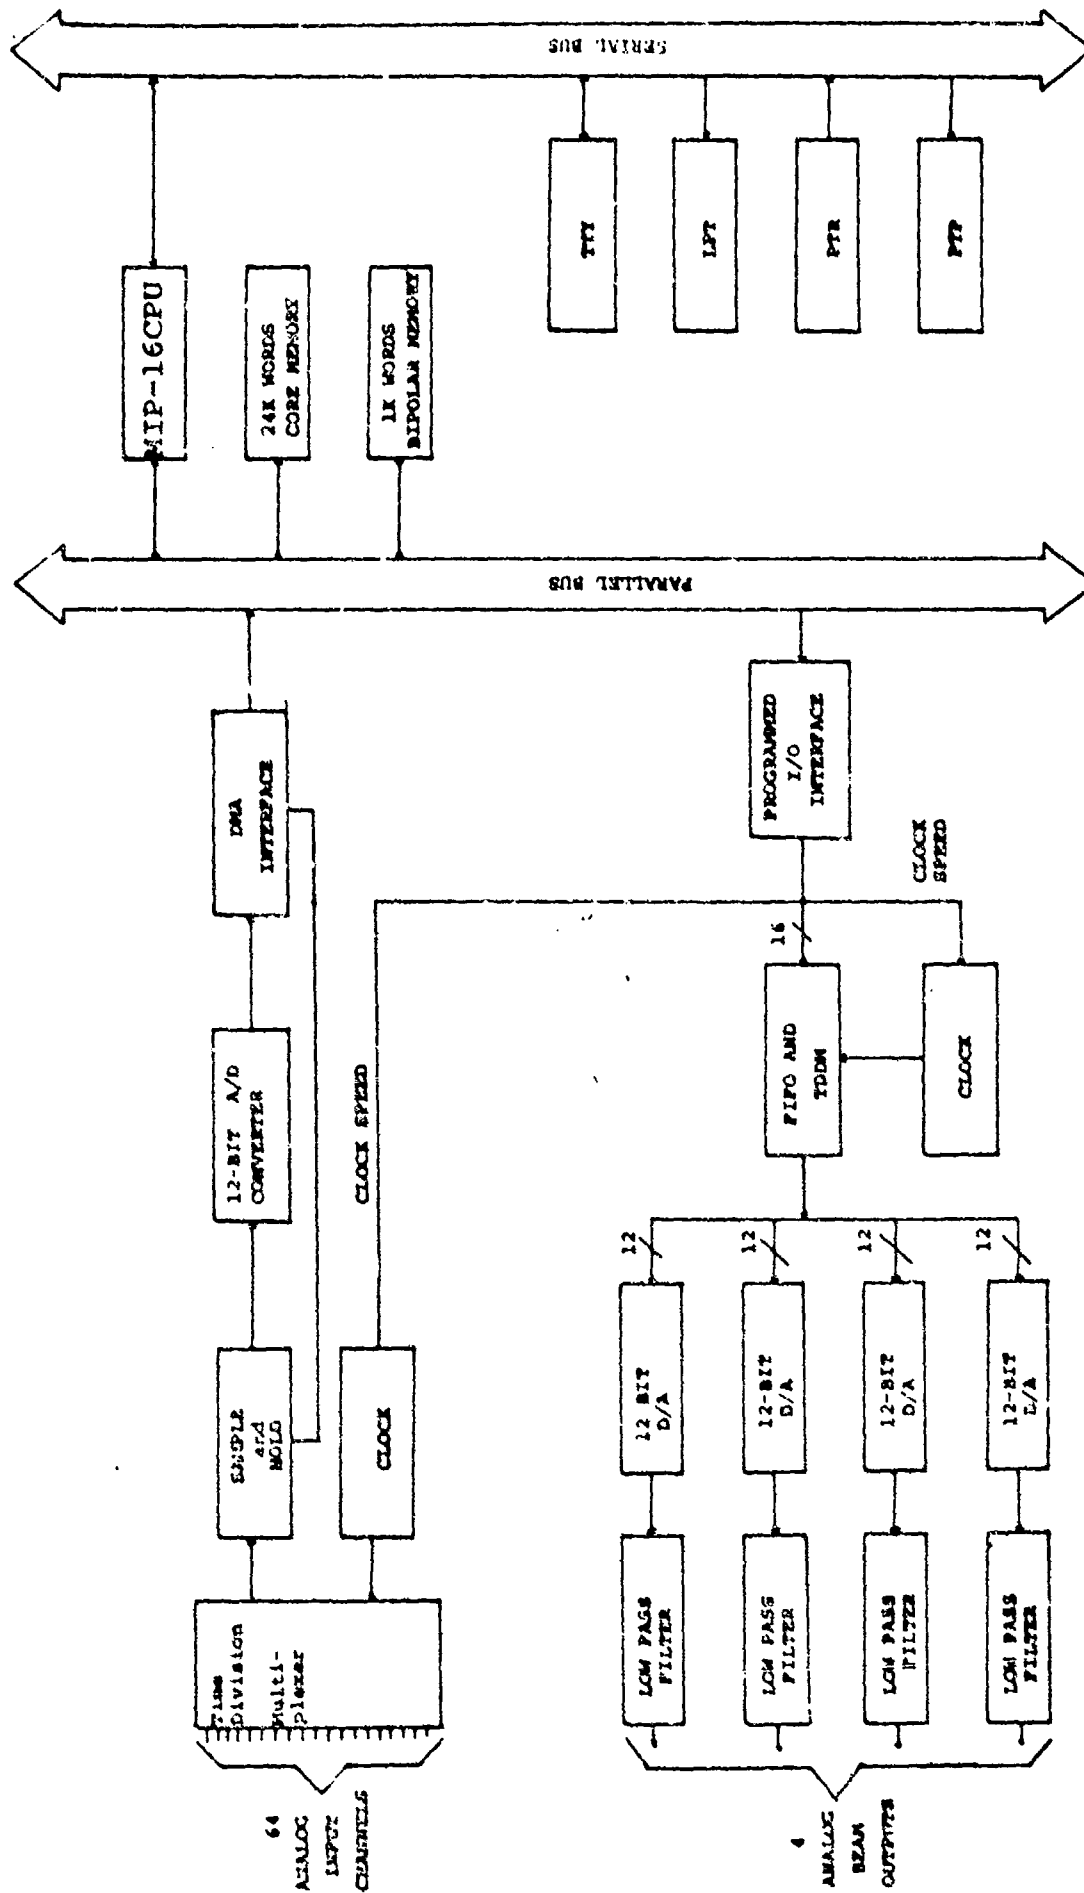 64
ANALOG
INPUT
CHANNELS
Time
Division
Multi-
plexer
SAMPLE
and
HOLD
12-BIT A/D
CONVERTER
DMA
INTERFACE
CLOCK
CLOCK SPEED
MIP-16CPU
24K WORDS
CORE MEMORY
1K WORDS
BIPOLAR MEMORY
PARALLEL BUS
SERIAL BUS
4
ANALOG
BEAM
OUTPUTS
LOW PASS
FILTER
12 BIT
D/A
12
LOW PASS
FILTER
12-BIT
D/A
12
LOW PASS
FILTER
12-BIT
D/A
12
LOW PASS
FILTER
12-BIT
D/A
12
FIFO AND
TDDM
16
CLOCK
CLOCK
SPEED
PROGRAMMED
I/O
INTERFACE
TTY
LPT
PTR
PTP